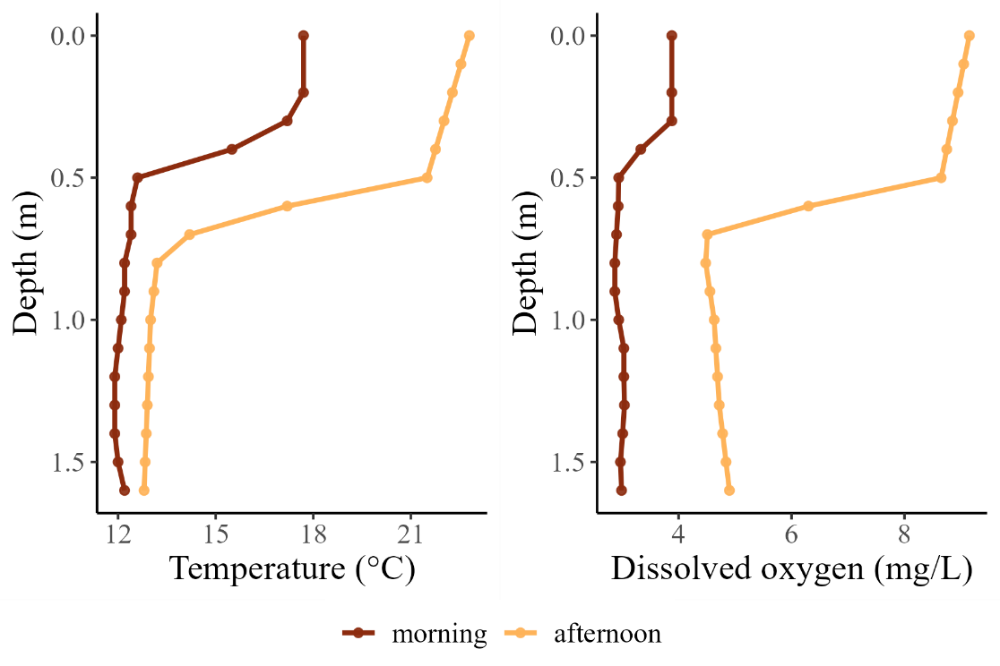 0.0
0.5
1.0
1.5
Depth (m)
12 15 18 21
Temperature (°C)
0.0
0.5
1.0
1.5
Depth (m)
4 6 8
Dissolved oxygen (mg/L)
morning afternoon